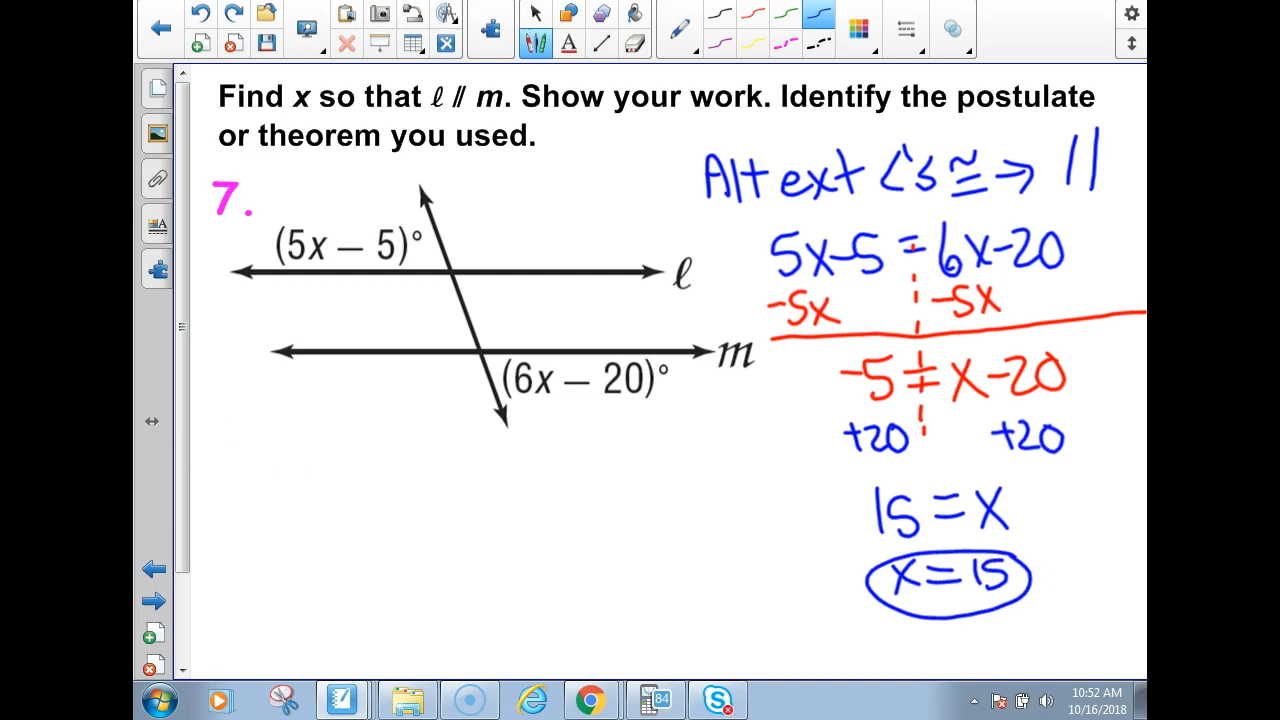 Find x so that ℓ ∥ m. Show your work. Identify the postulate
or theorem you used.
Alt ext <'s ≅ → ||
7.
(5x – 5)°
5x-5 = 6x-20
ℓ
-5x -5x
m
(6x – 20)°
-5 = x-20
+20 +20
15 = x
x = 15
84
10:52 AM
10/16/2018